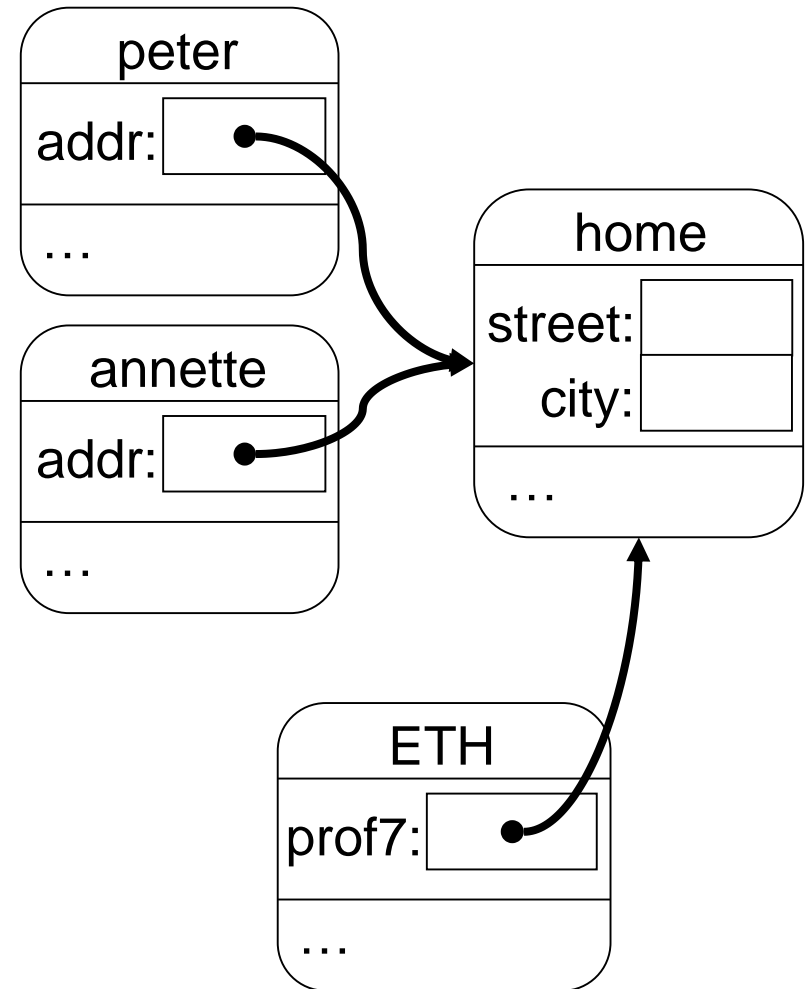 peter
addr:
…
annette
addr:
…
home
street:
city:
…
ETH
prof7:
…